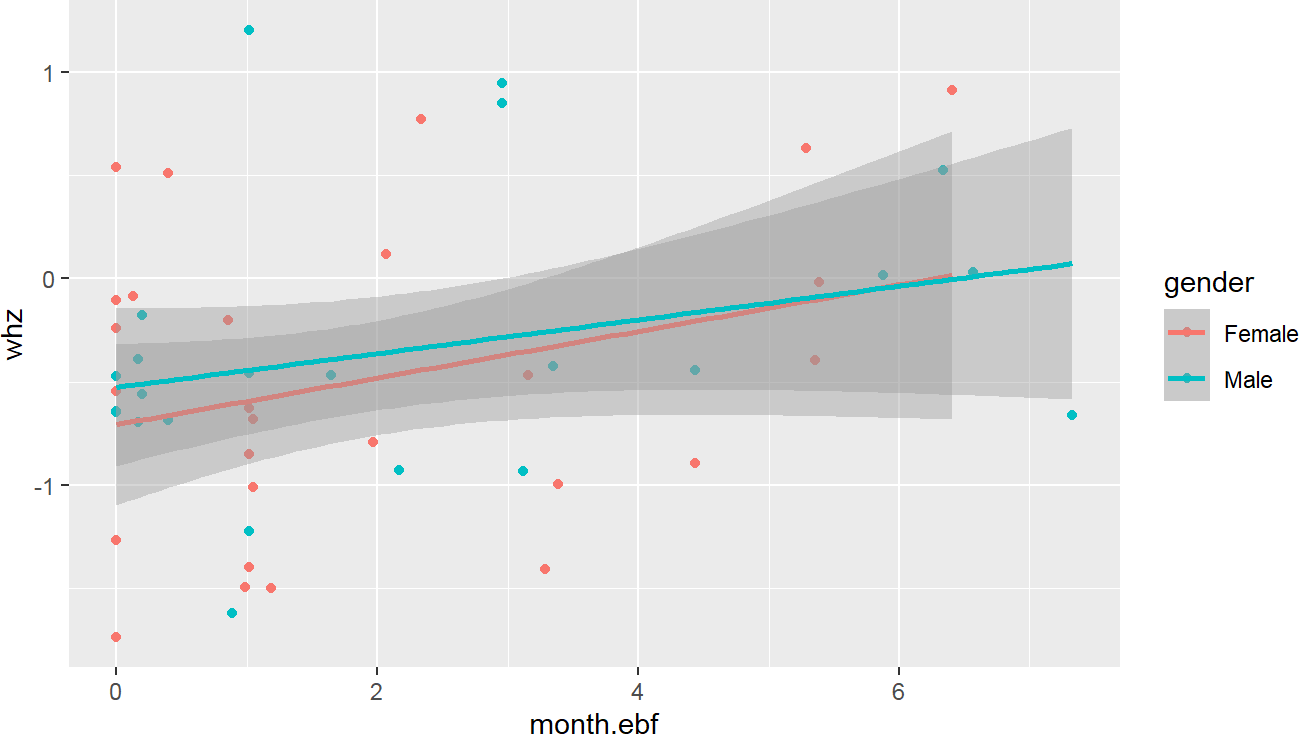 1
0
-1
whz
0 2 4 6
month.ebf
gender
Female
Male